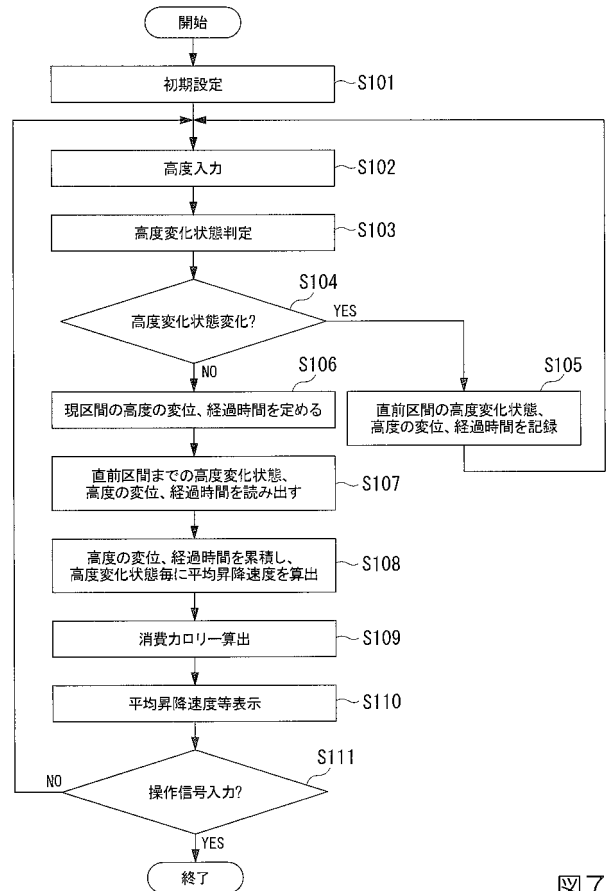 開始
初期設定
S101
高度入力
S102
高度変化状態判定
S103
S104
高度変化状態変化?
YES
NO
S106
現区間の高度の変位、経過時間を定める
S105
直前区間の高度変化状態、
高度の変位、経過時間を記録
直前区間までの高度変化状態、
高度の変位、経過時間を読み出す
S107
高度の変位、経過時間を累積し、
高度変化状態毎に平均昇降速度を算出
S108
消費カロリー算出
S109
平均昇降速度等表示
S110
S111
操作信号入力?
NO
YES
終了
図7